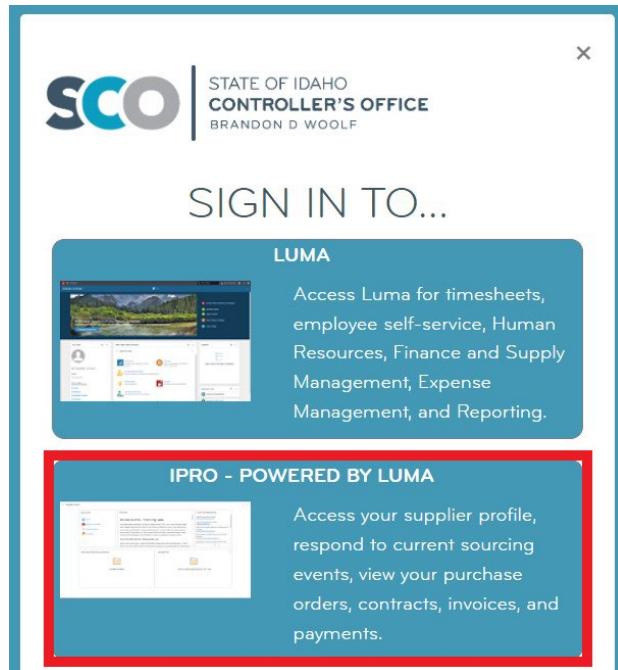 ×
SCO
STATE OF IDAHO
CONTROLLER'S OFFICE
BRANDON D WOOLF
SIGN IN TO...
LUMA
Access Luma for timesheets,
employee self-service, Human
Resources, Finance and Supply
Management, Expense
Management, and Reporting.
IPRO - POWERED BY LUMA
Access your supplier profile,
respond to current sourcing
events, view your purchase
orders, contracts, invoices, and
payments.